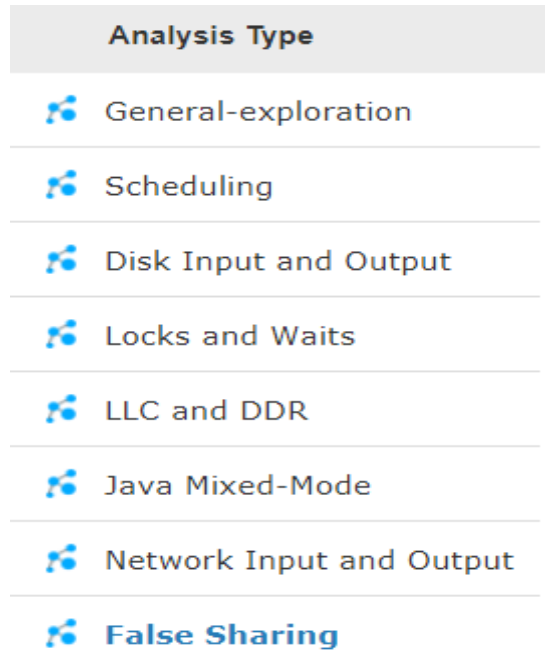 Analysis Type
General-exploration
Scheduling
Disk Input and Output
Locks and Waits
LLC and DDR
Java Mixed-Mode
Network Input and Output
False Sharing